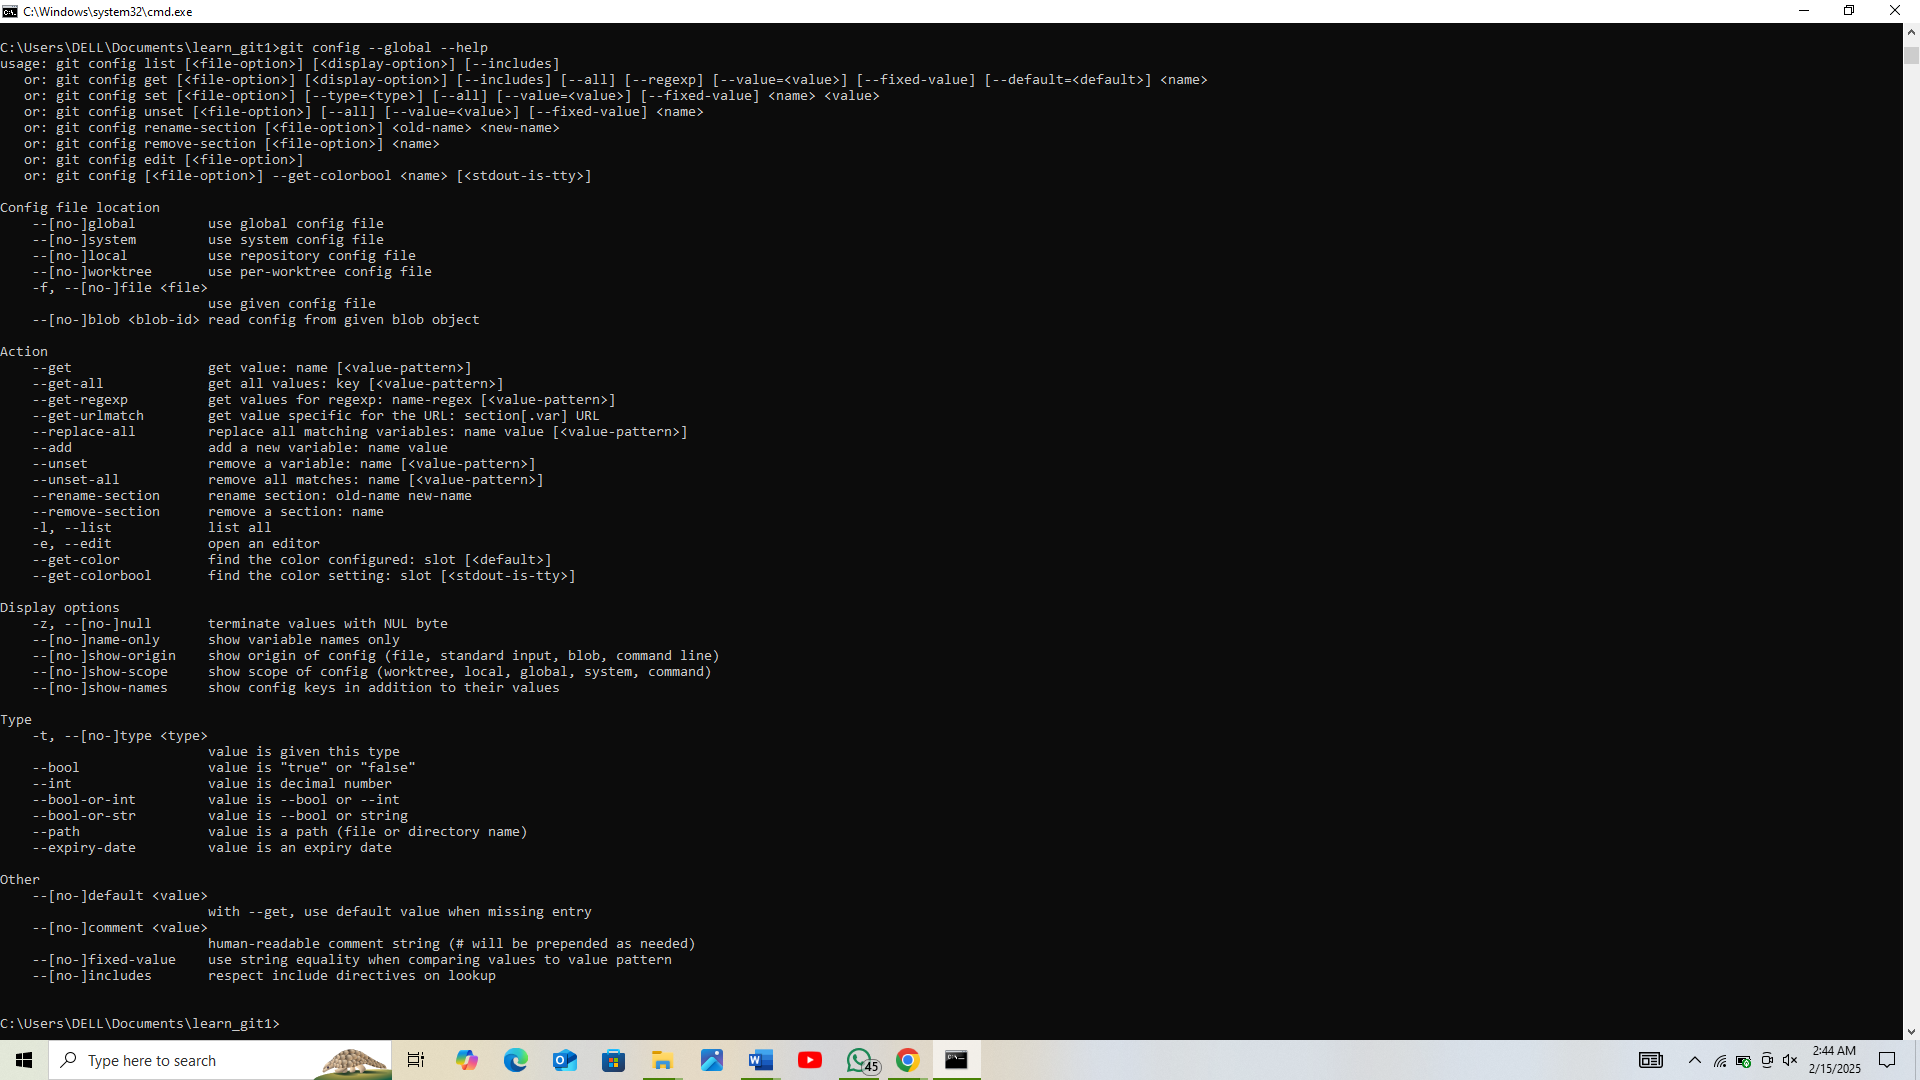 C:\Windows\system32\cmd.exe
C:\Users\DELL\Documents\learn_git1>git config --global --help
usage: git config list [<file-option>] [<display-option>] [--includes]
   or: git config get [<file-option>] [<display-option>] [--includes] [--all] [--regexp] [--value=<value>] [--fixed-value] [--default=<default>] <name>
   or: git config set [<file-option>] [--type=<type>] [--all] [--value=<value>] [--fixed-value] <name> <value>
   or: git config unset [<file-option>] [--all] [--value=<value>] [--fixed-value] <name>
   or: git config rename-section [<file-option>] <old-name> <new-name>
   or: git config remove-section [<file-option>] <name>
   or: git config edit [<file-option>]
   or: git config [<file-option>] --get-colorbool <name> [<stdout-is-tty>]

Config file location
    --[no-]global         use global config file
    --[no-]system         use system config file
    --[no-]local          use repository config file
    --[no-]worktree       use per-worktree config file
    -f, --[no-]file <file>
                          use given config file
    --[no-]blob <blob-id> read config from given blob object

Action
    --get                 get value: name [<value-pattern>]
    --get-all             get all values: key [<value-pattern>]
    --get-regexp          get values for regexp: name-regex [<value-pattern>]
    --get-urlmatch        get value specific for the URL: section[.var] URL
    --replace-all         replace all matching variables: name value [<value-pattern>]
    --add                 add a new variable: name value
    --unset               remove a variable: name [<value-pattern>]
    --unset-all           remove all matches: name [<value-pattern>]
    --rename-section      rename section: old-name new-name
    --remove-section      remove a section: name
    -l, --list            list all
    -e, --edit            open an editor
    --get-color           find the color configured: slot [<default>]
    --get-colorbool       find the color setting: slot [<stdout-is-tty>]

Display options
    -z, --[no-]null       terminate values with NUL byte
    --[no-]name-only      show variable names only
    --[no-]show-origin    show origin of config (file, standard input, blob, command line)
    --[no-]show-scope     show scope of config (worktree, local, global, system, command)
    --[no-]show-names     show config keys in addition to their values

Type
    -t, --[no-]type <type>
                          value is given this type
    --bool                value is "true" or "false"
    --int                 value is decimal number
    --bool-or-int         value is --bool or --int
    --bool-or-str         value is --bool or string
    --path                value is a path (file or directory name)
    --expiry-date         value is an expiry date

Other
    --[no-]default <value>
                          with --get, use default value when missing entry
    --[no-]comment <value>
                          human-readable comment string (# will be prepended as needed)
    --[no-]fixed-value    use string equality when comparing values to value pattern
    --[no-]includes       respect include directives on lookup

C:\Users\DELL\Documents\learn_git1>
Type here to search
45
2:44 AM
2/15/2025